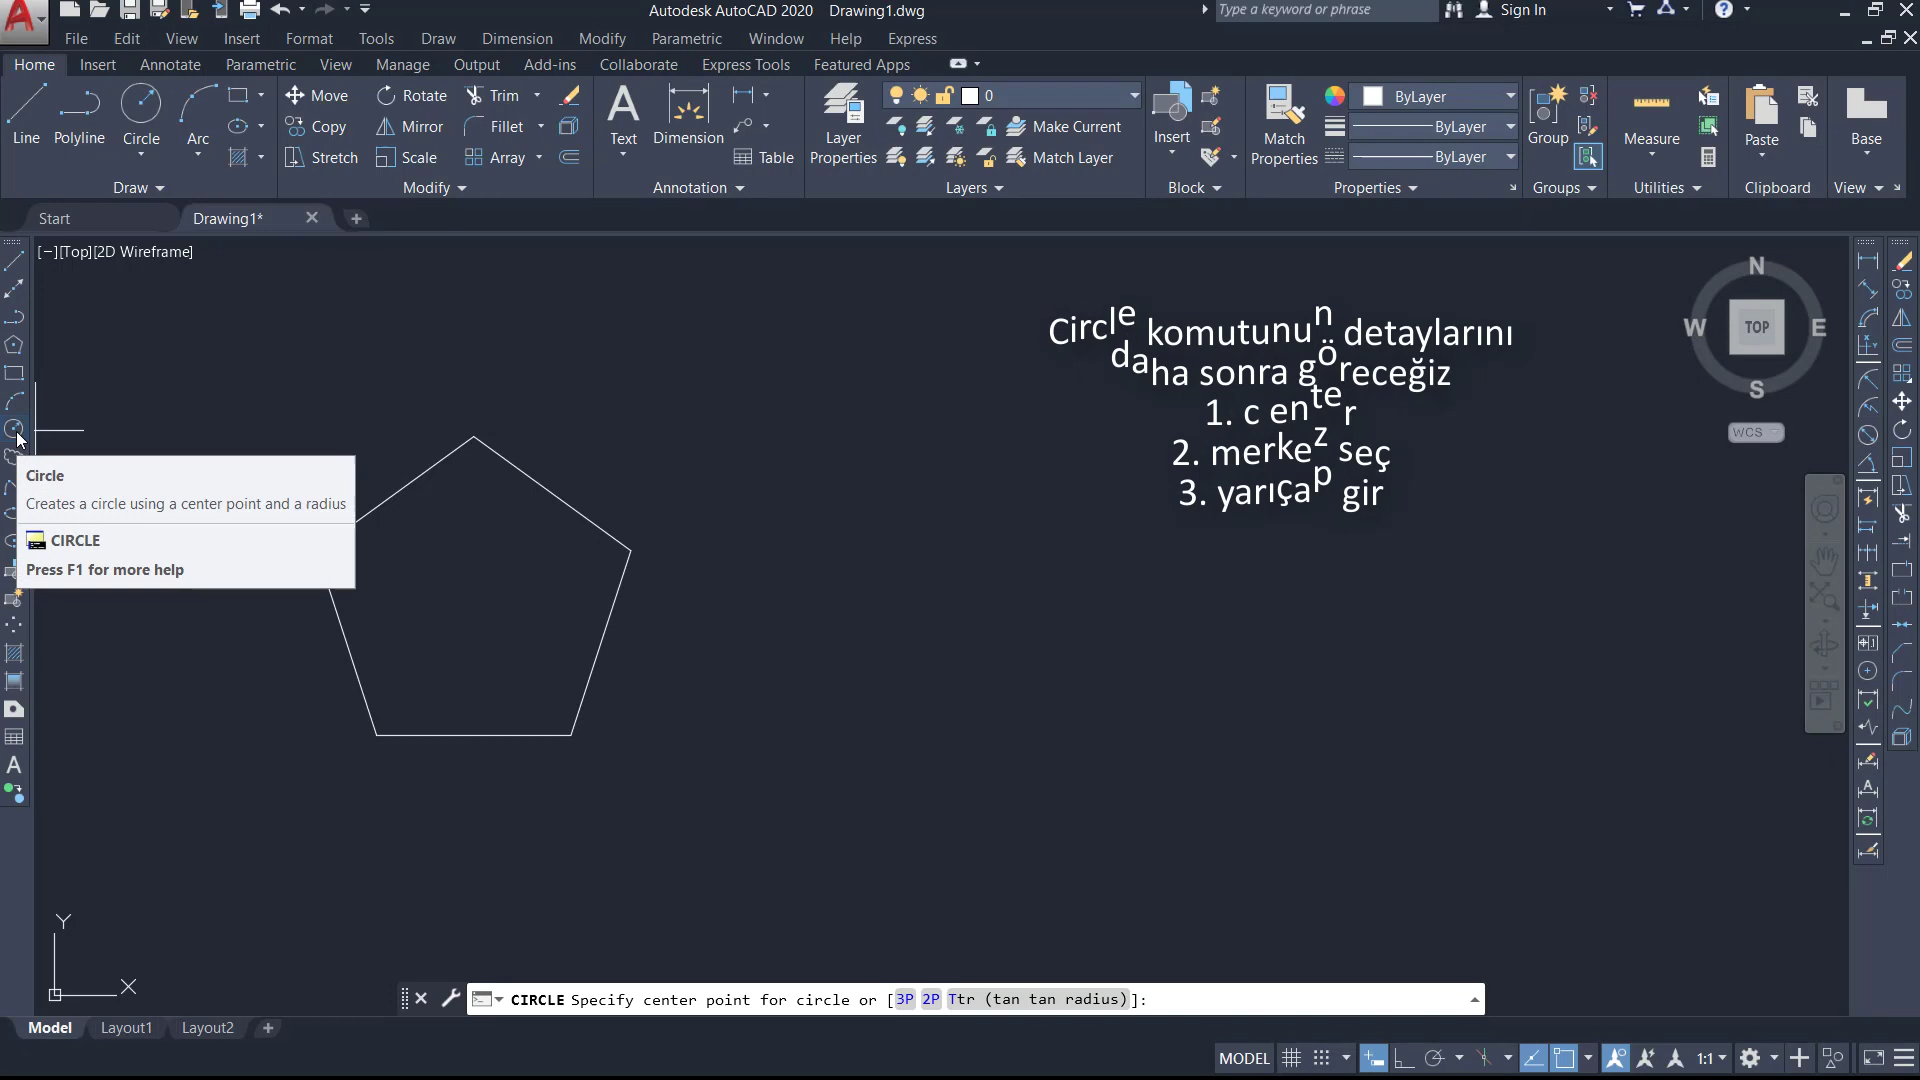 Autodesk AutoCAD 2020 Drawing1.dwg
Type a keyword or phrase
Sign In
File Edit View Insert Format Tools Draw Dimension Modify Parametric Window Help Express
Home Insert Annotate Parametric View Manage Output Add-ins Collaborate Express Tools Featured Apps
Line Polyline Circle Arc
Move Rotate Trim
Copy Mirror Fillet
Stretch Scale Array
Text Dimension Table
Layer Properties
0
Make Current
Match Layer
Insert
Match Properties
ByLayer
ByLayer
ByLayer
Group
Measure
Paste
Base
Draw Modify Annotation Layers Block Properties Groups Utilities Clipboard View
Start Drawing1*
[−][Top][2D Wireframe]
N
W TOP E
S
WCS
Circle komutunun detaylarını
daha sonra göreceğiz
1. c enter
2. merkez seç
3. yarıçap gir
Circle
Creates a circle using a center point and a radius
CIRCLE
Press F1 for more help
A
Y
X
CIRCLE Specify center point for circle or [3P 2P Ttr (tan tan radius)]:
Model Layout1 Layout2
MODEL 1:1